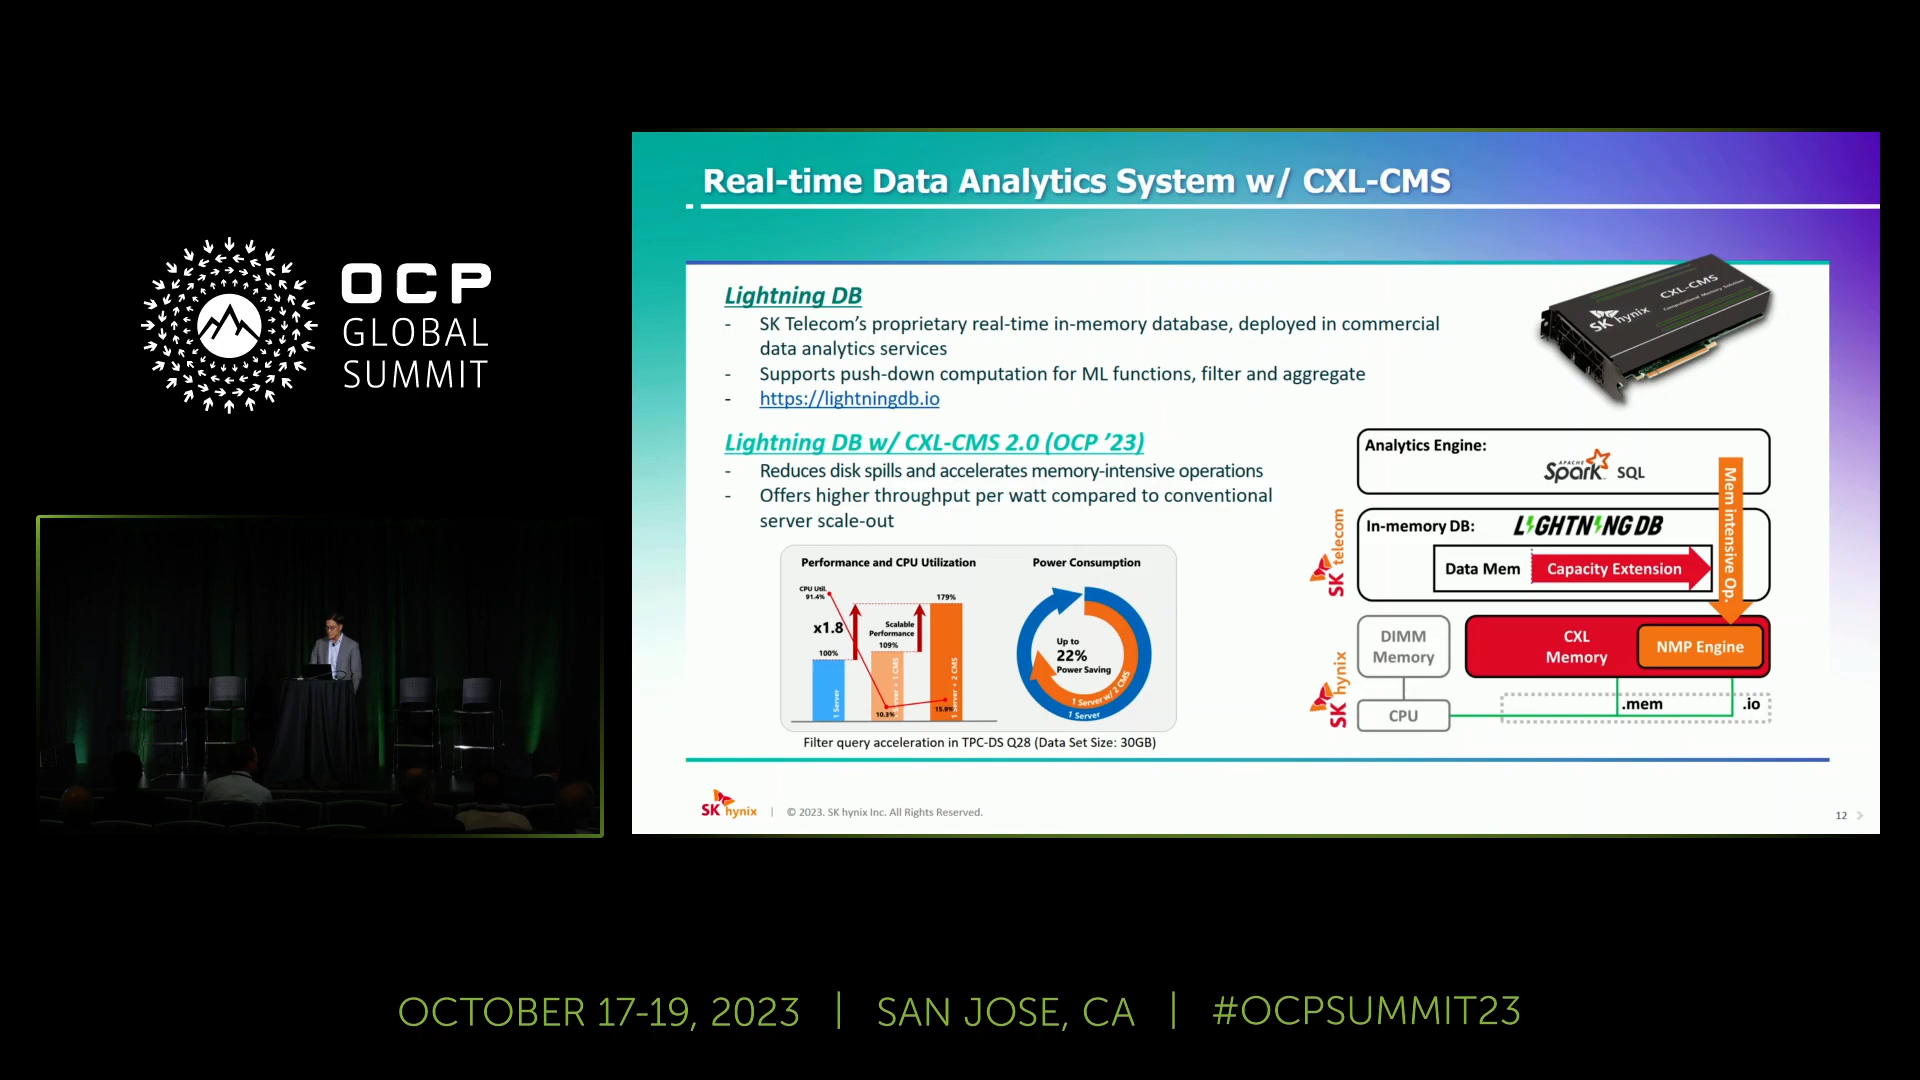 OCP
GLOBAL
SUMMIT
Real-time Data Analytics System w/ CXL-CMS
Lightning DB
- SK Telecom's proprietary real-time in-memory database, deployed in commercial
data analytics services
- Supports push-down computation for ML functions, filter and aggregate
- https://lightningdb.io
Lightning DB w/ CXL-CMS 2.0 (OCP '23)
- Reduces disk spills and accelerates memory-intensive operations
- Offers higher throughput per watt compared to conventional
server scale-out
Performance and CPU Utilization
CPU Util.
91.4%
x1.8
Scalable
Performance
100%
109%
179%
1 Server
1 Server + 1 CMS
1 Server + 2 CMS
10.3%
15.9%
Power Consumption
Up to
22%
Power Saving
1 Server w/ 2 CMS
1 Server
Filter query acceleration in TPC-DS Q28 (Data Set Size: 30GB)
SK hynix
CXL-CMS
Computational Memory Solution
Analytics Engine:
APACHE
Spark SQL
Mem intensive Op.
SK telecom
In-memory DB: LIGHTNING DB
Data Mem
Capacity Extension
SK hynix
DIMM
Memory
CXL
Memory
NMP Engine
CPU
.mem
.io
SK hynix | © 2023. SK hynix Inc. All Rights Reserved.
12
OCTOBER 17-19, 2023 | SAN JOSE, CA | #OCPSUMMIT23